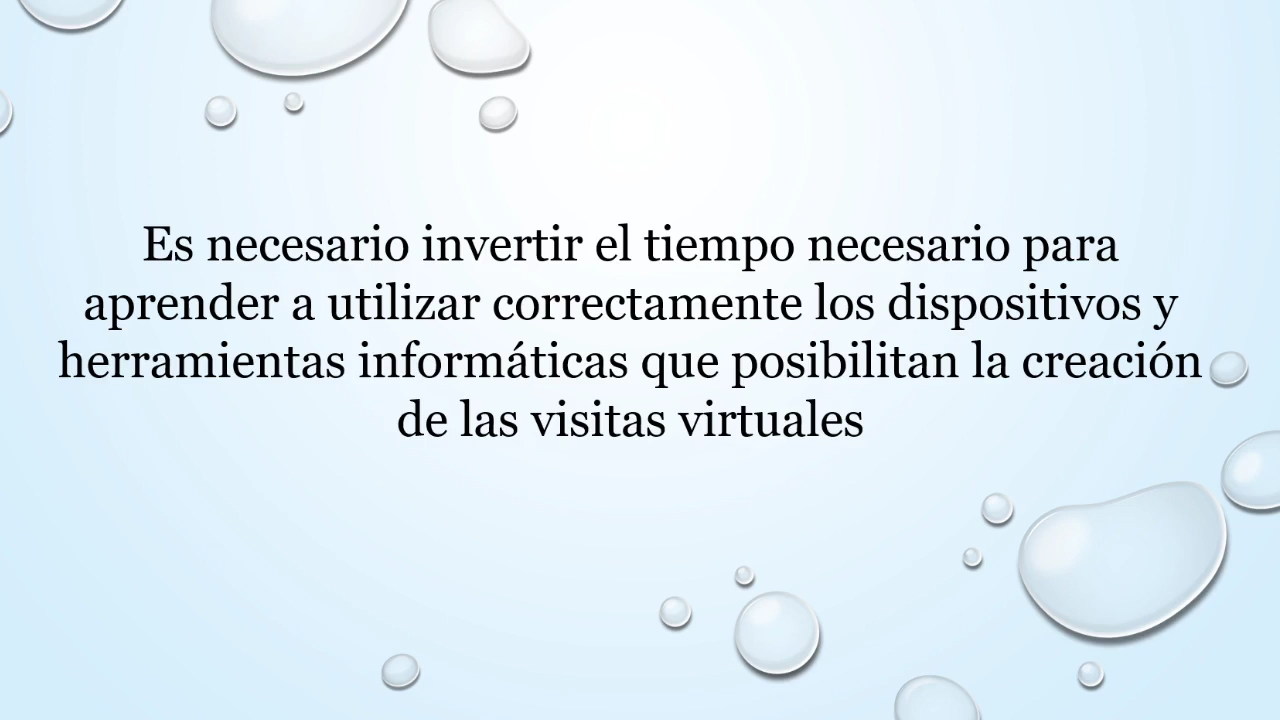 Es necesario invertir el tiempo necesario para
aprender a utilizar correctamente los dispositivos y
herramientas informáticas que posibilitan la creación
de las visitas virtuales